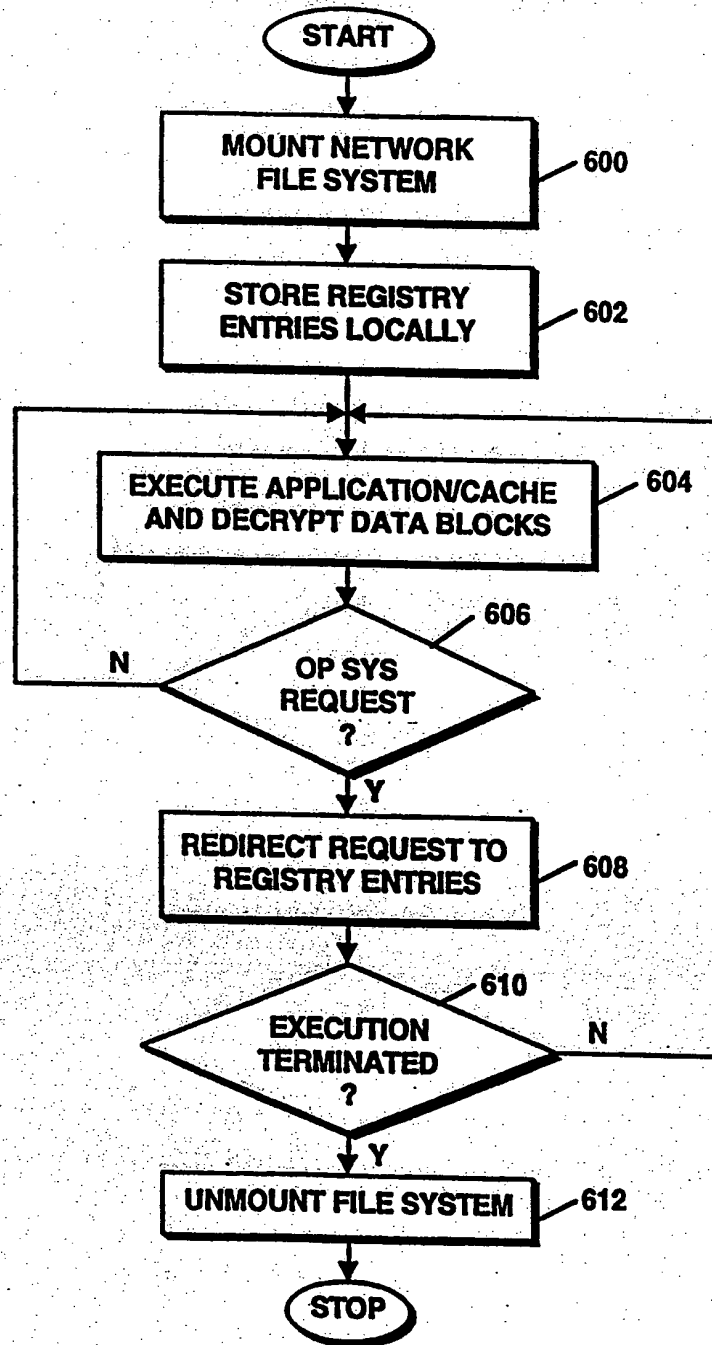 START
MOUNT NETWORK
FILE SYSTEM
600
STORE REGISTRY
ENTRIES LOCALLY
602
EXECUTE APPLICATION/CACHE
AND DECRYPT DATA BLOCKS
604
606
N
OP SYS
REQUEST
?
Y
REDIRECT REQUEST TO
REGISTRY ENTRIES
608
610
EXECUTION
TERMINATED
?
N
Y
UNMOUNT FILE SYSTEM
612
STOP